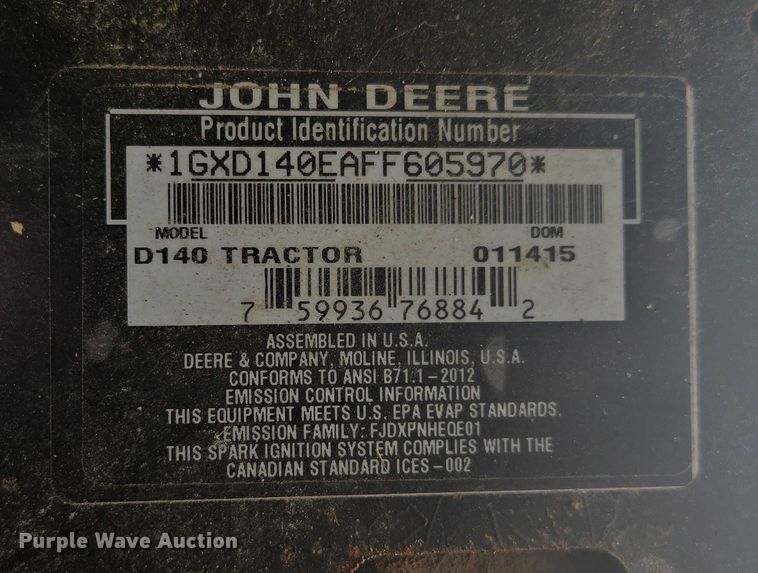 JOHN DEERE
Product Identification Number
*1GXD140EAFF605970*
MODEL DOM
D140 TRACTOR 011415
7 59936 76884 2
ASSEMBLED IN U.S.A.
DEERE & COMPANY, MOLINE, ILLINOIS, U.S.A.
CONFORMS TO ANSI B71.1-2012
EMISSION CONTROL INFORMATION
THIS EQUIPMENT MEETS U.S. EPA EVAP STANDARDS.
EMISSION FAMILY: FJDXPNHEQE01
THIS SPARK IGNITION SYSTEM COMPLIES WITH THE
CANADIAN STANDARD ICES-002
Purple Wave Auction